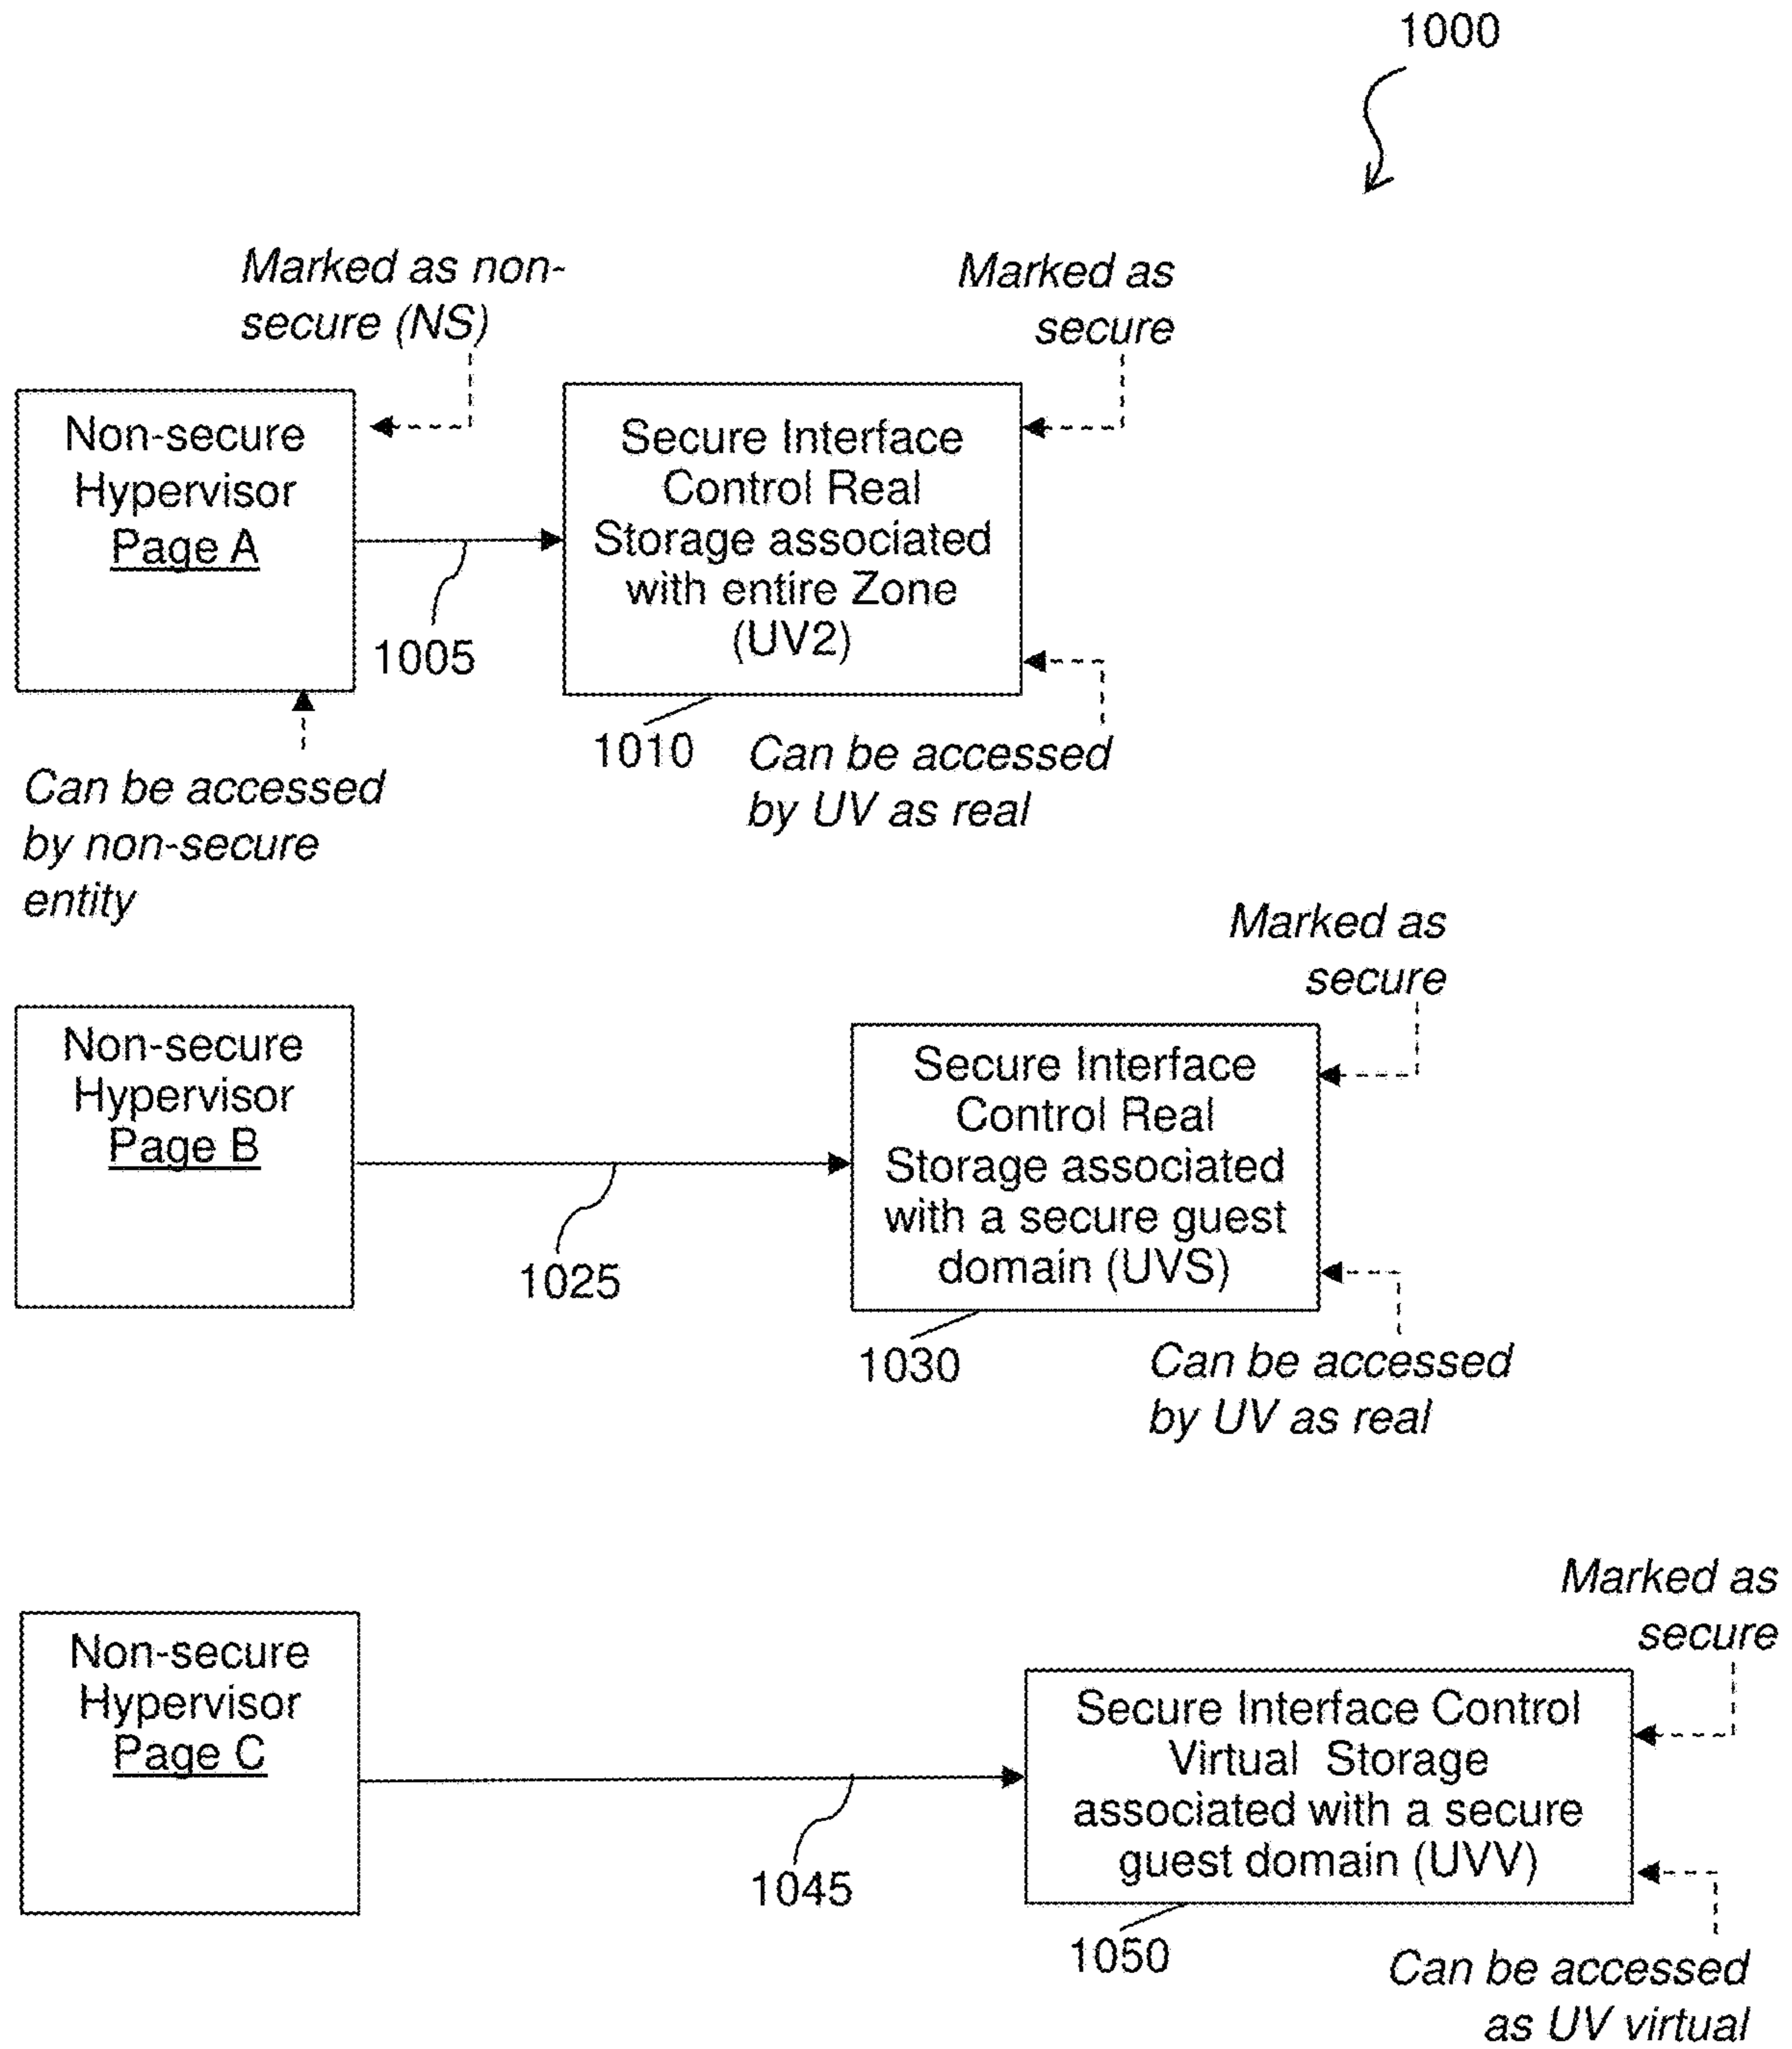 1000
Marked as non-
secure (NS)
Marked as
secure
Non-secure
Hypervisor
Page A
Secure Interface
Control Real
Storage associated
with entire Zone
(UV2)
1005
1010
Can be accessed
by UV as real
Can be accessed
by non-secure
entity
Marked as
secure
Non-secure
Hypervisor
Page B
Secure Interface
Control Real
Storage associated
with a secure guest
domain (UVS)
1025
1030
Can be accessed
by UV as real
Marked as
secure
Non-secure
Hypervisor
Page C
Secure Interface Control
Virtual Storage
associated with a secure
guest domain (UVV)
1045
1050
Can be accessed
as UV virtual